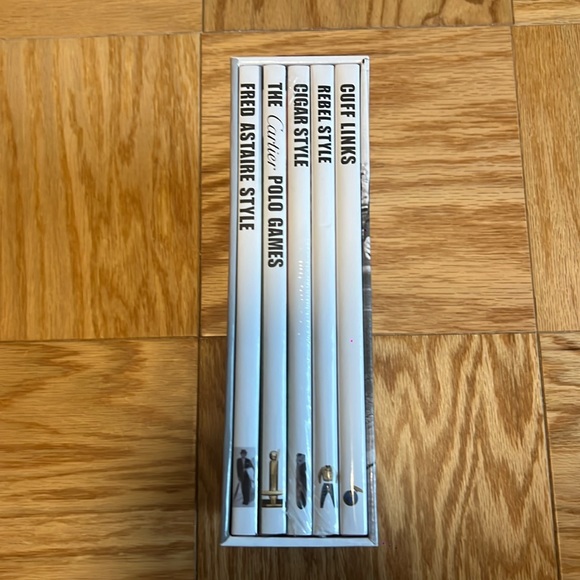 FRED ASTAIRE STYLE
THE Cartier POLO GAMES
CIGAR STYLE
REBEL STYLE
CUFF LINKS